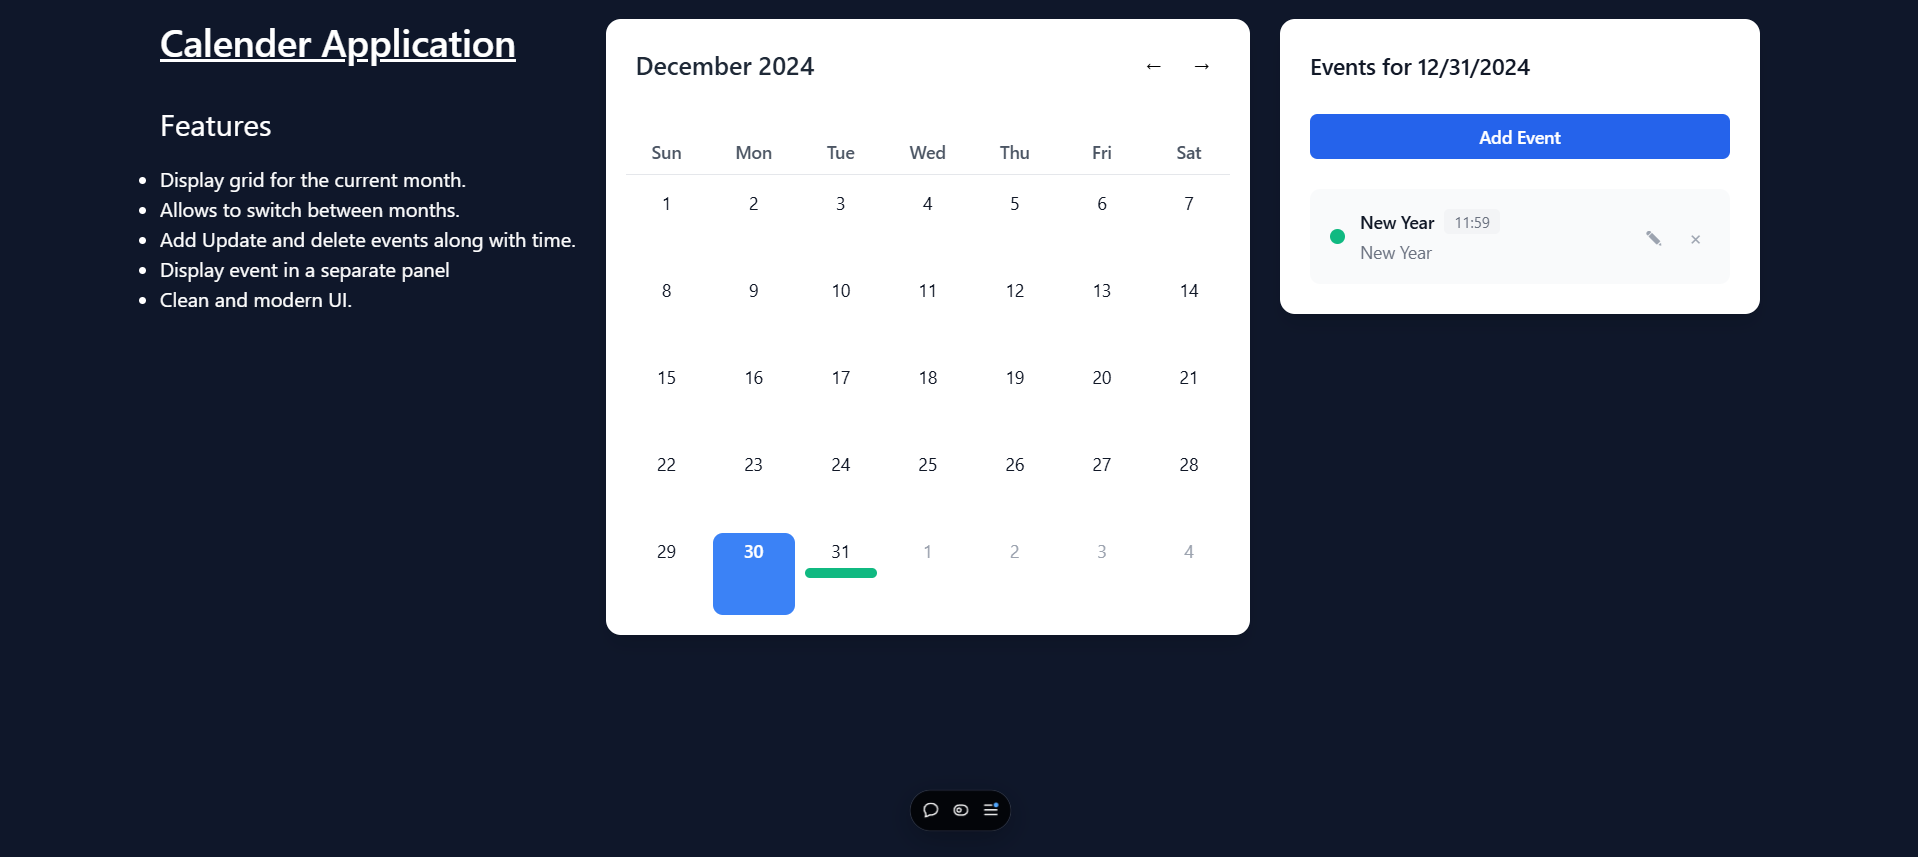 Calender Application
Features
• Display grid for the current month.
• Allows to switch between months.
• Add Update and delete events along with time.
• Display event in a separate panel
• Clean and modern UI.
December 2024
← →
Sun Mon Tue Wed Thu Fri Sat
1 2 3 4 5 6 7
8 9 10 11 12 13 14
15 16 17 18 19 20 21
22 23 24 25 26 27 28
29 30 31 1 2 3 4
Events for 12/31/2024
Add Event
New Year 11:59
New Year
×